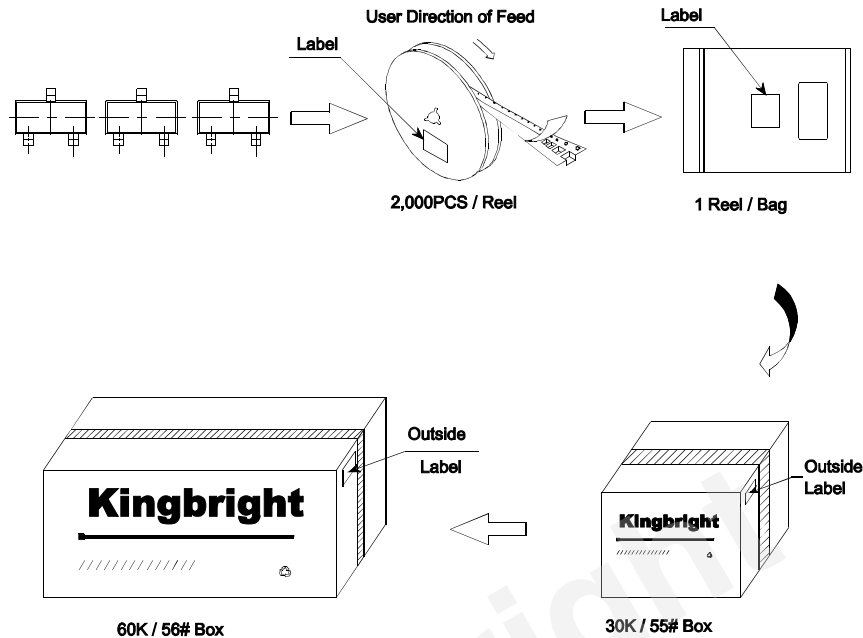 User Direction of Feed
Label
2,000PCS / Reel
Label
1 Reel / Bag
Outside
Label
Kingbright
60K / 56# Box
Outside
Label
Kingbright
30K / 55# Box